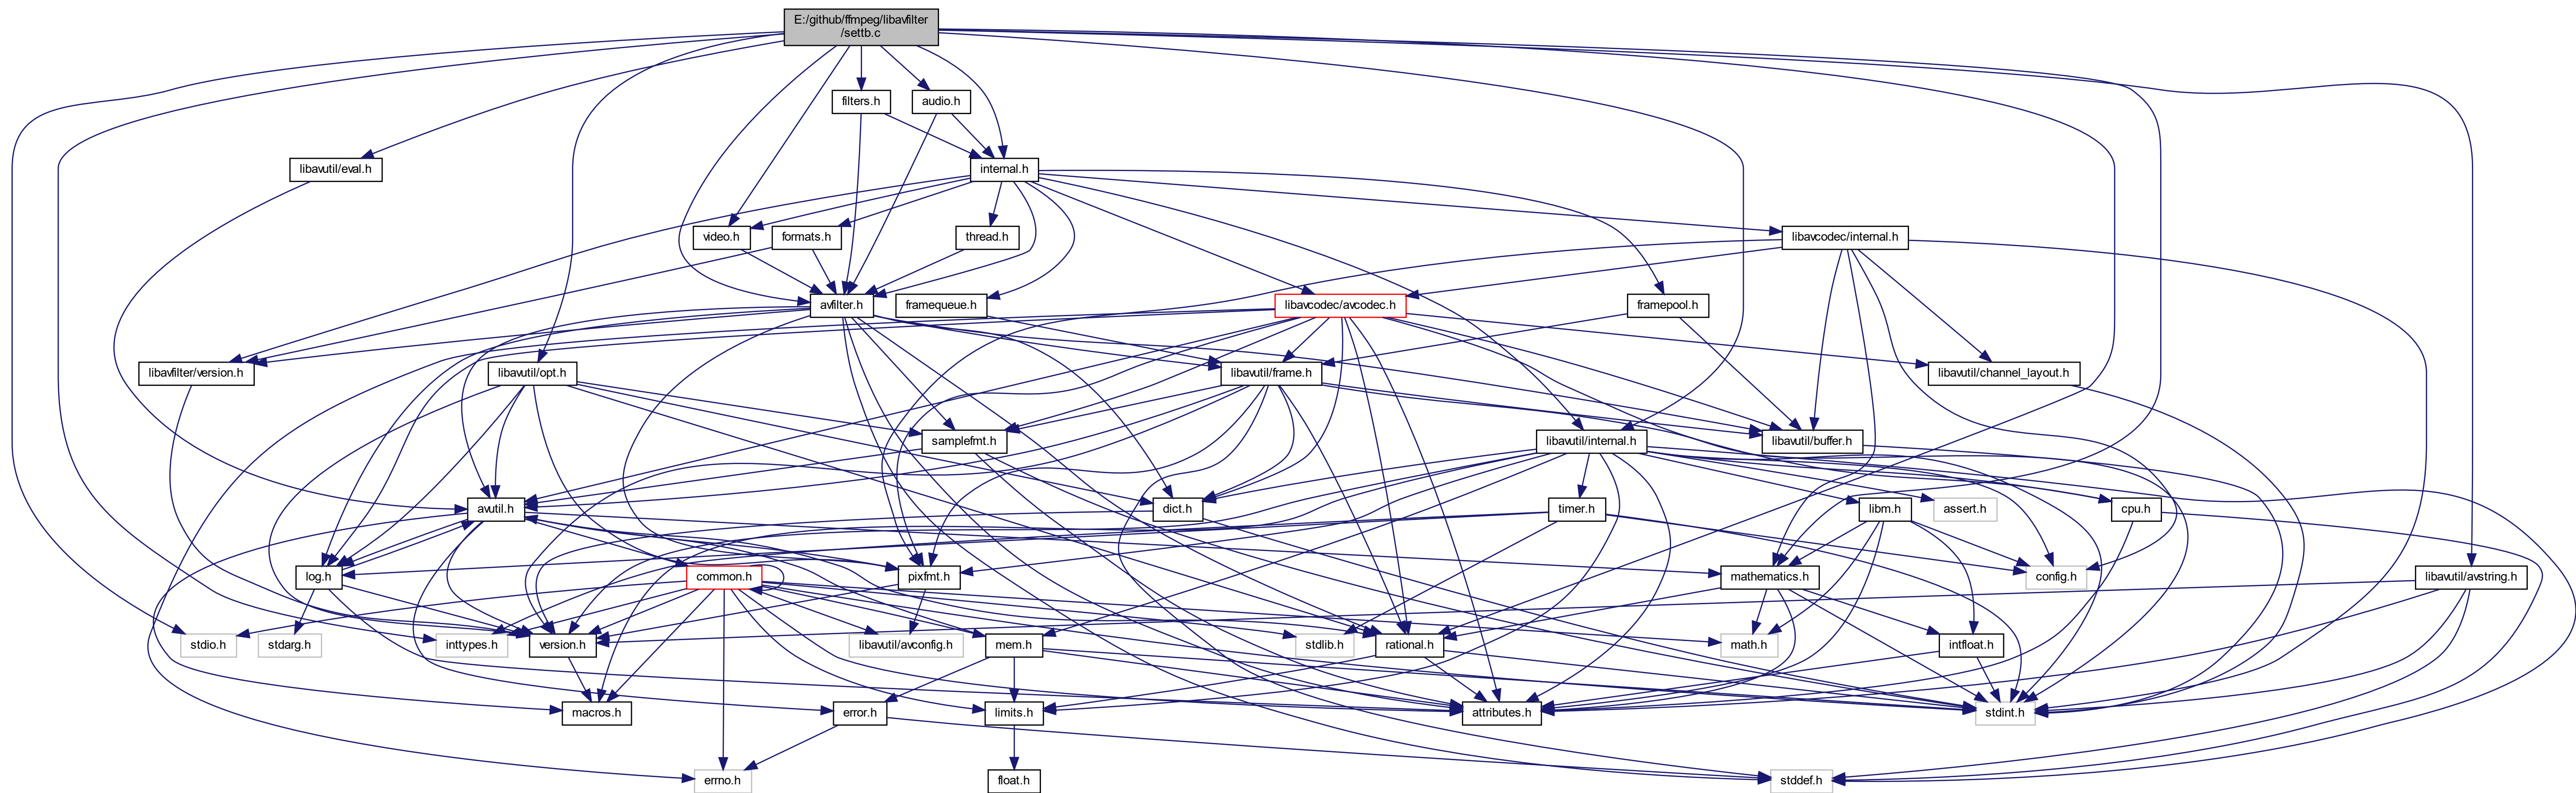 E:/github/ffmpeg/libavfilter
/settb.c
filters.h
audio.h
libavutil/eval.h
internal.h
video.h
formats.h
thread.h
libavcodec/internal.h
avfilter.h
framequeue.h
libavcodec/avcodec.h
framepool.h
libavfilter/version.h
libavutil/opt.h
libavutil/frame.h
libavutil/channel_layout.h
samplefmt.h
libavutil/internal.h
libavutil/buffer.h
avutil.h
dict.h
timer.h
libm.h
assert.h
cpu.h
log.h
common.h
pixfmt.h
mathematics.h
config.h
libavutil/avstring.h
stdio.h
stdarg.h
inttypes.h
version.h
libavutil/avconfig.h
mem.h
stdlib.h
rational.h
math.h
intfloat.h
macros.h
error.h
limits.h
attributes.h
stdint.h
errno.h
float.h
stddef.h